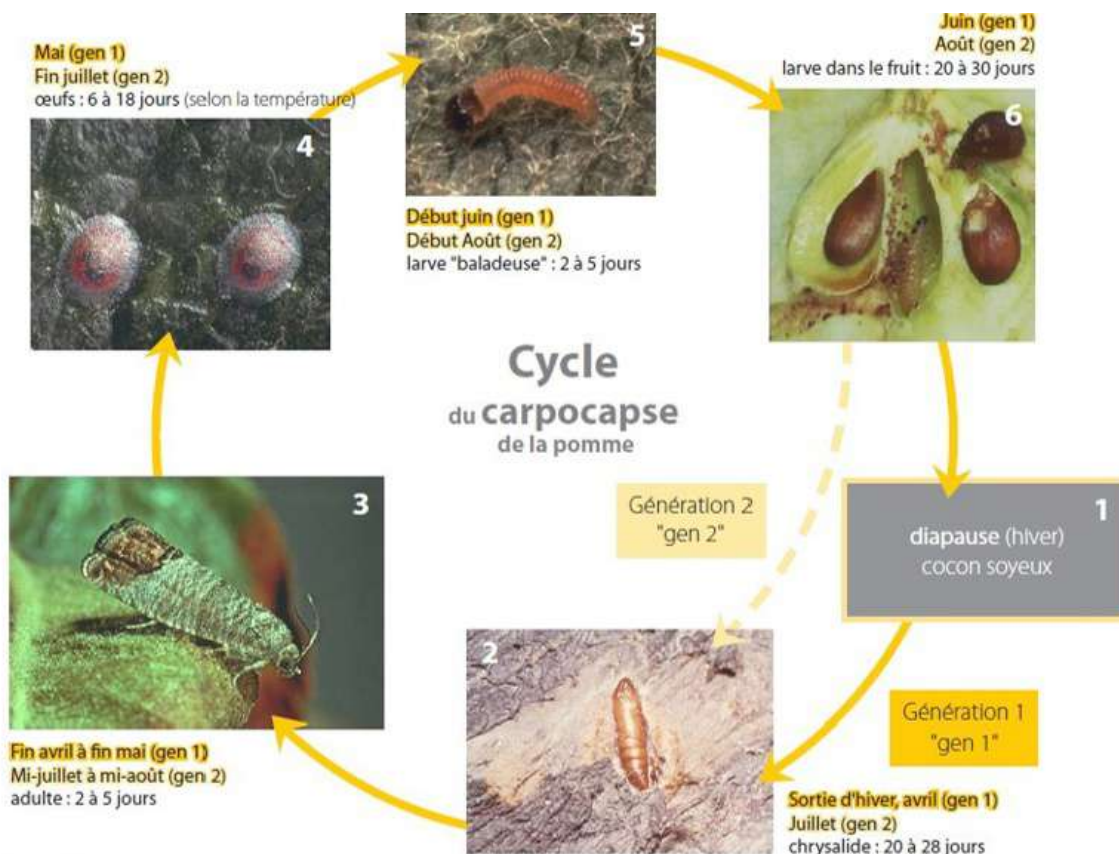 Mai (gen 1)
Fin juillet (gen 2)
œufs : 6 à 18 jours (selon la température)
4
5
Début juin (gen 1)
Début Août (gen 2)
larve "baladeuse" : 2 à 5 jours
Juin (gen 1)
Août (gen 2)
larve dans le fruit : 20 à 30 jours
6
Cycle
du carpocapse
de la pomme
Génération 2
"gen 2"
1
diapause (hiver)
cocon soyeux
3
Fin avril à fin mai (gen 1)
Mi-juillet à mi-août (gen 2)
adulte : 2 à 5 jours
2
Génération 1
"gen 1"
Sortie d'hiver, avril (gen 1)
Juillet (gen 2)
chrysalide : 20 à 28 jours